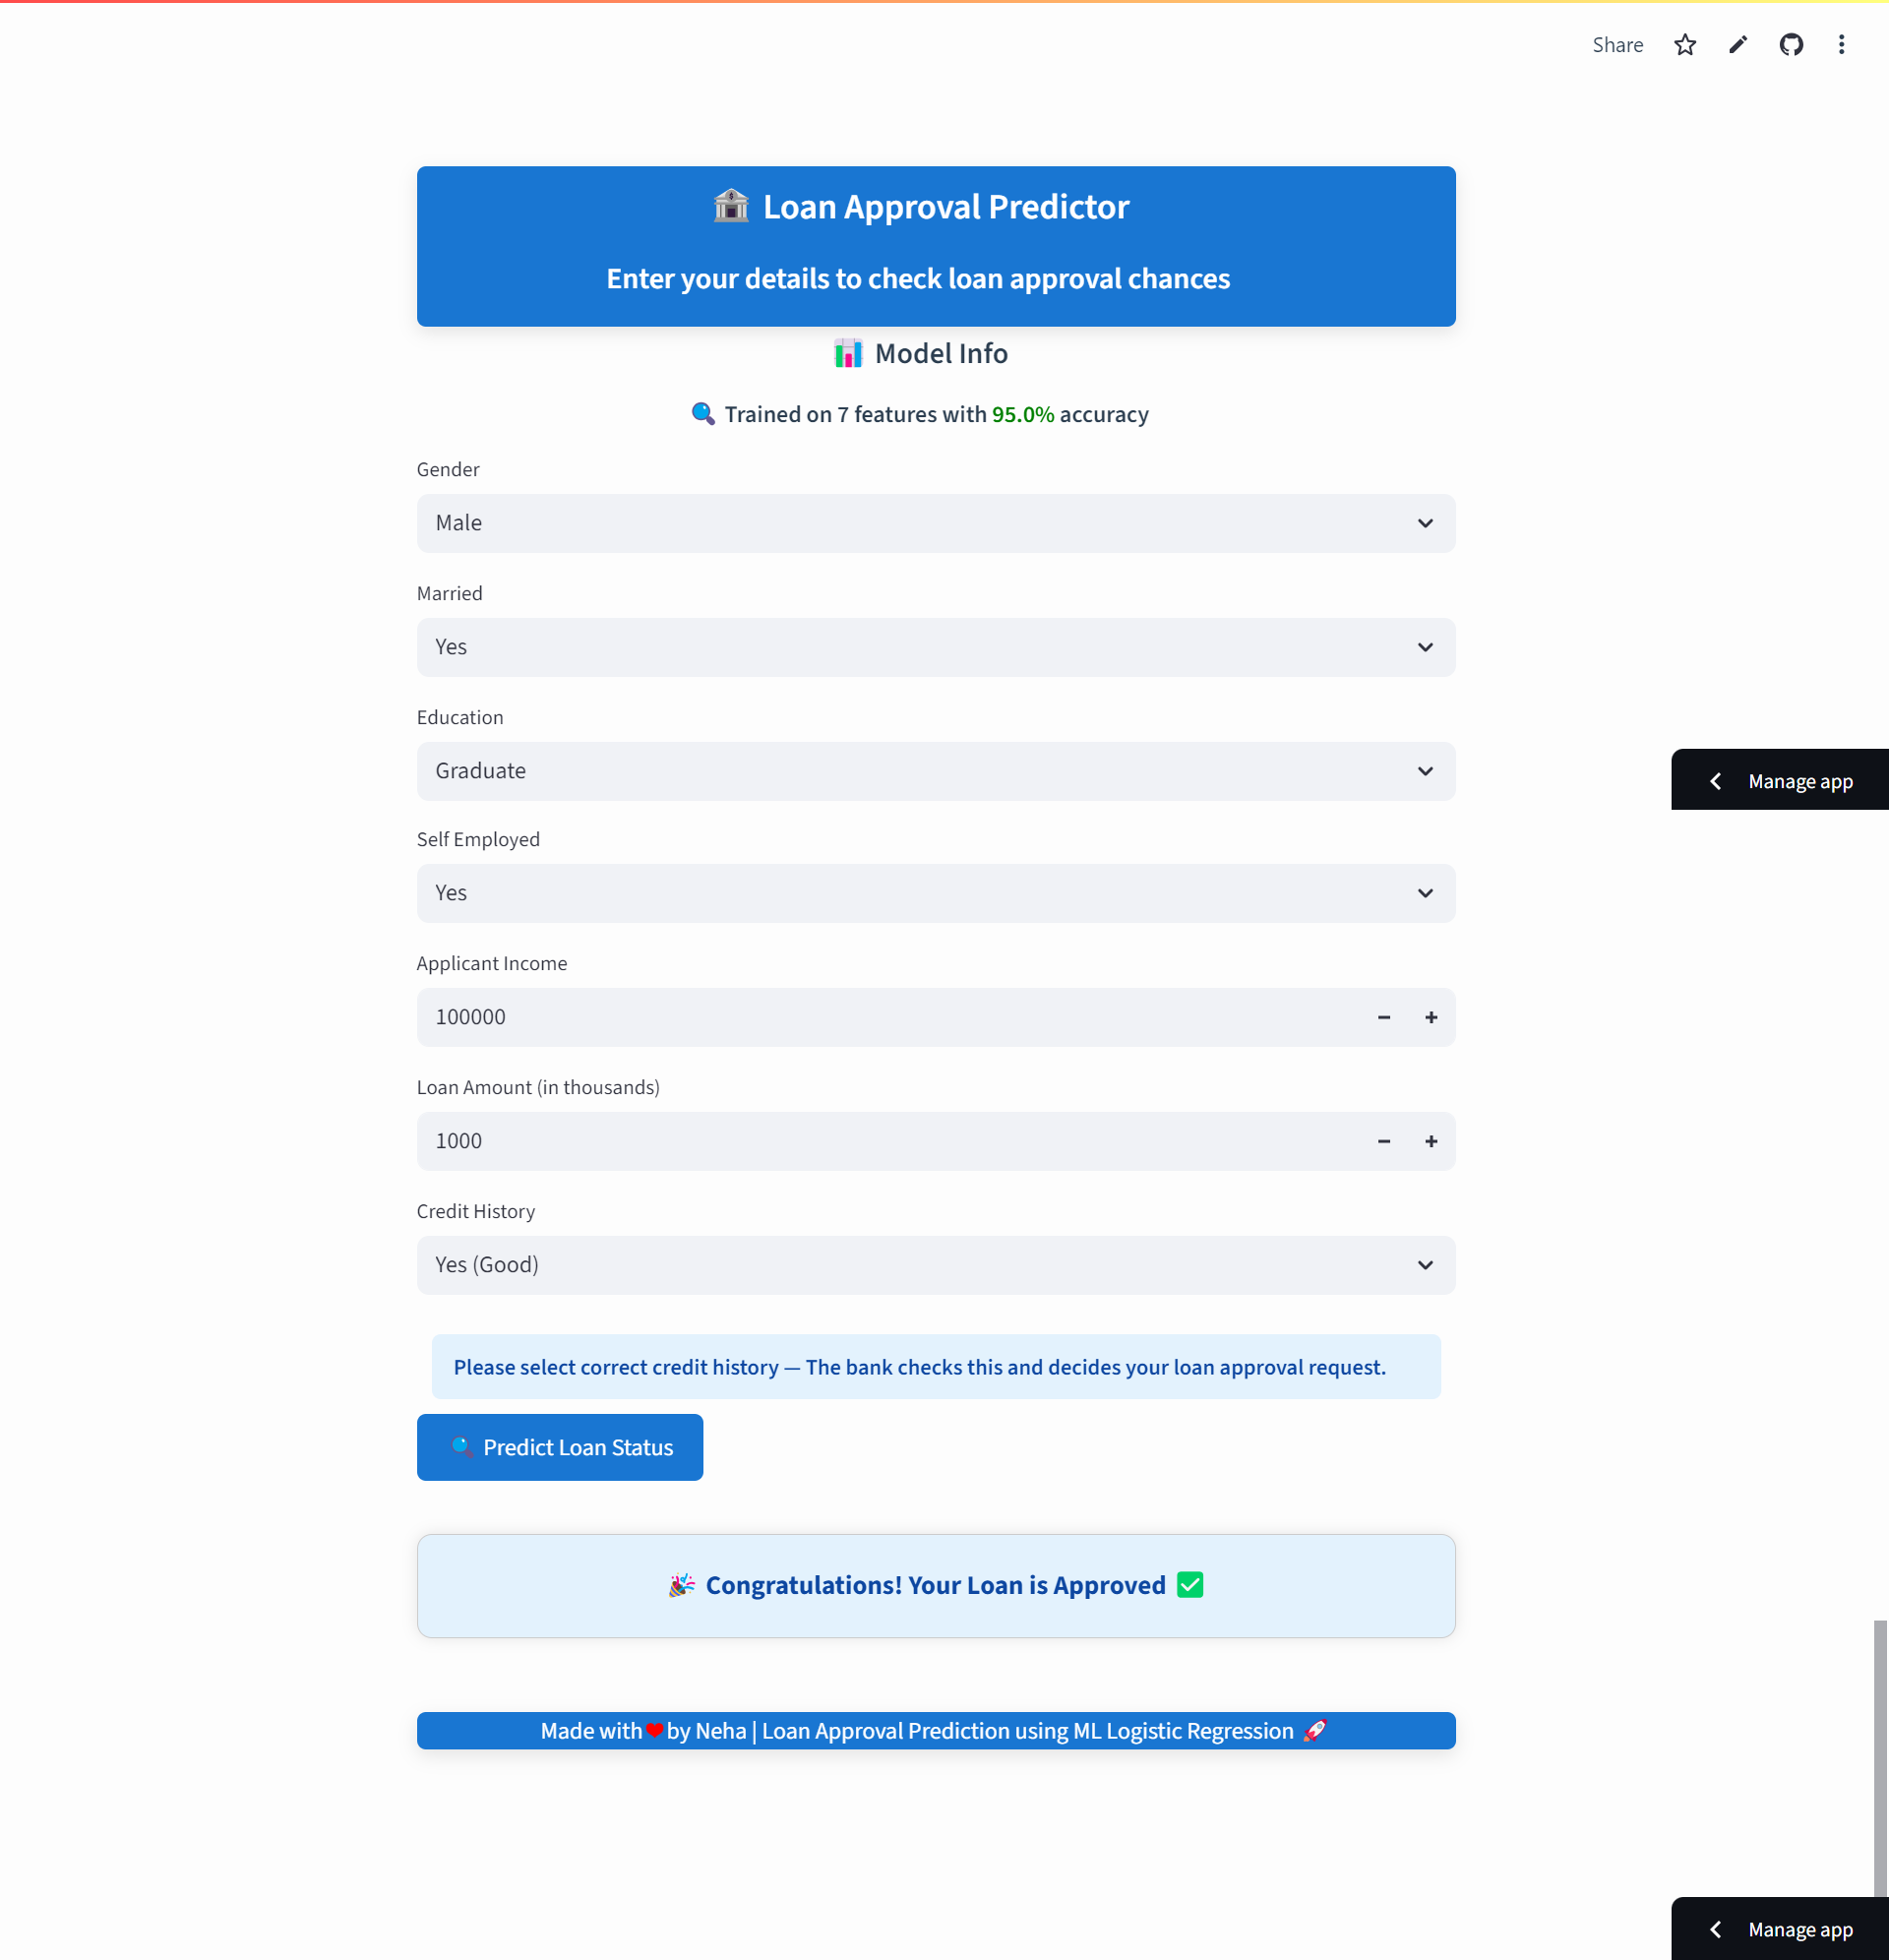 Share
🏦 Loan Approval Predictor
Enter your details to check loan approval chances
📊 Model Info
🔍 Trained on 7 features with 95.0% accuracy
Gender
Male
Married
Yes
Education
Graduate
Manage app
Self Employed
Yes
Applicant Income
100000
Loan Amount (in thousands)
1000
Credit History
Yes (Good)
Please select correct credit history — The bank checks this and decides your loan approval request.
🔍 Predict Loan Status
🎉 Congratulations! Your Loan is Approved ✅
Made with❤️by Neha | Loan Approval Prediction using ML Logistic Regression 🚀
Manage app